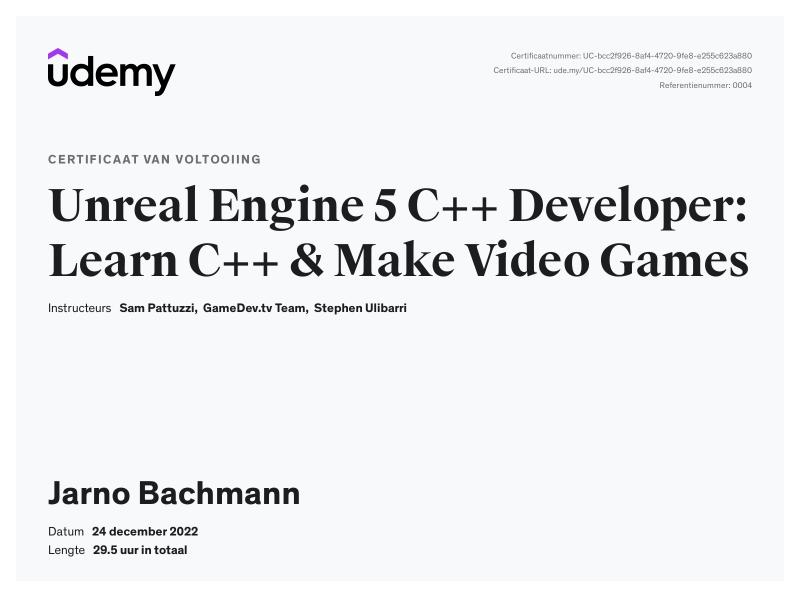 udemy
Certificaatnummer: UC-bcc2f926-8af4-4720-9fe8-e255c623a880
Certificaat-URL: ude.my/UC-bcc2f926-8af4-4720-9fe8-e255c623a880
Referentienummer: 0004
CERTIFICAAT VAN VOLTOOIING
Unreal Engine 5 C++ Developer:
Learn C++ & Make Video Games
Instructeurs Sam Pattuzzi, GameDev.tv Team, Stephen Ulibarri
Jarno Bachmann
Datum 24 december 2022
Lengte 29.5 uur in totaal